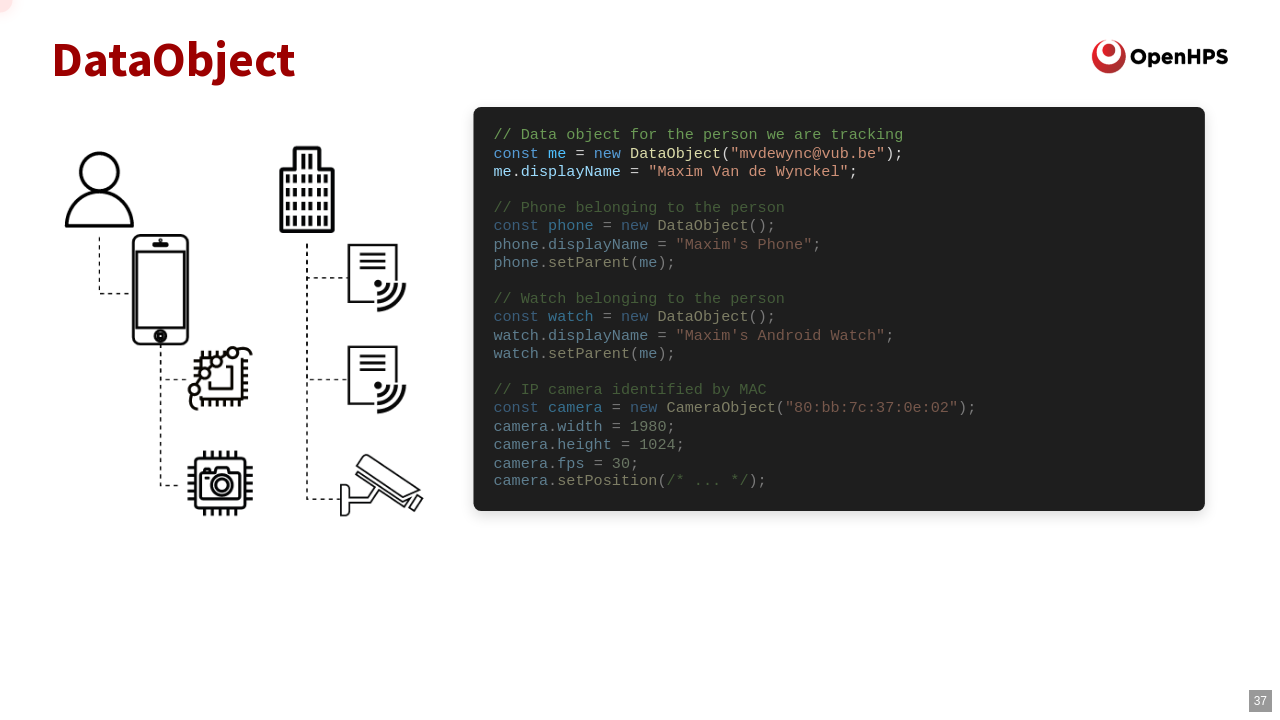 DataObject
OpenHPS
// Data object for the person we are tracking
const me = new DataObject("mvdewync@vub.be");
me.displayName = "Maxim Van de Wynckel";
// Phone belonging to the person
const phone = new DataObject();
phone.displayName = "Maxim's Phone";
phone.setParent(me);
// Watch belonging to the person
const watch = new DataObject();
watch.displayName = "Maxim's Android Watch";
watch.setParent(me);
// IP camera identified by MAC
const camera = new CameraObject("80:bb:7c:37:0e:02");
camera.width = 1980;
camera.height = 1024;
camera.fps = 30;
camera.setPosition(/* ... */);
37